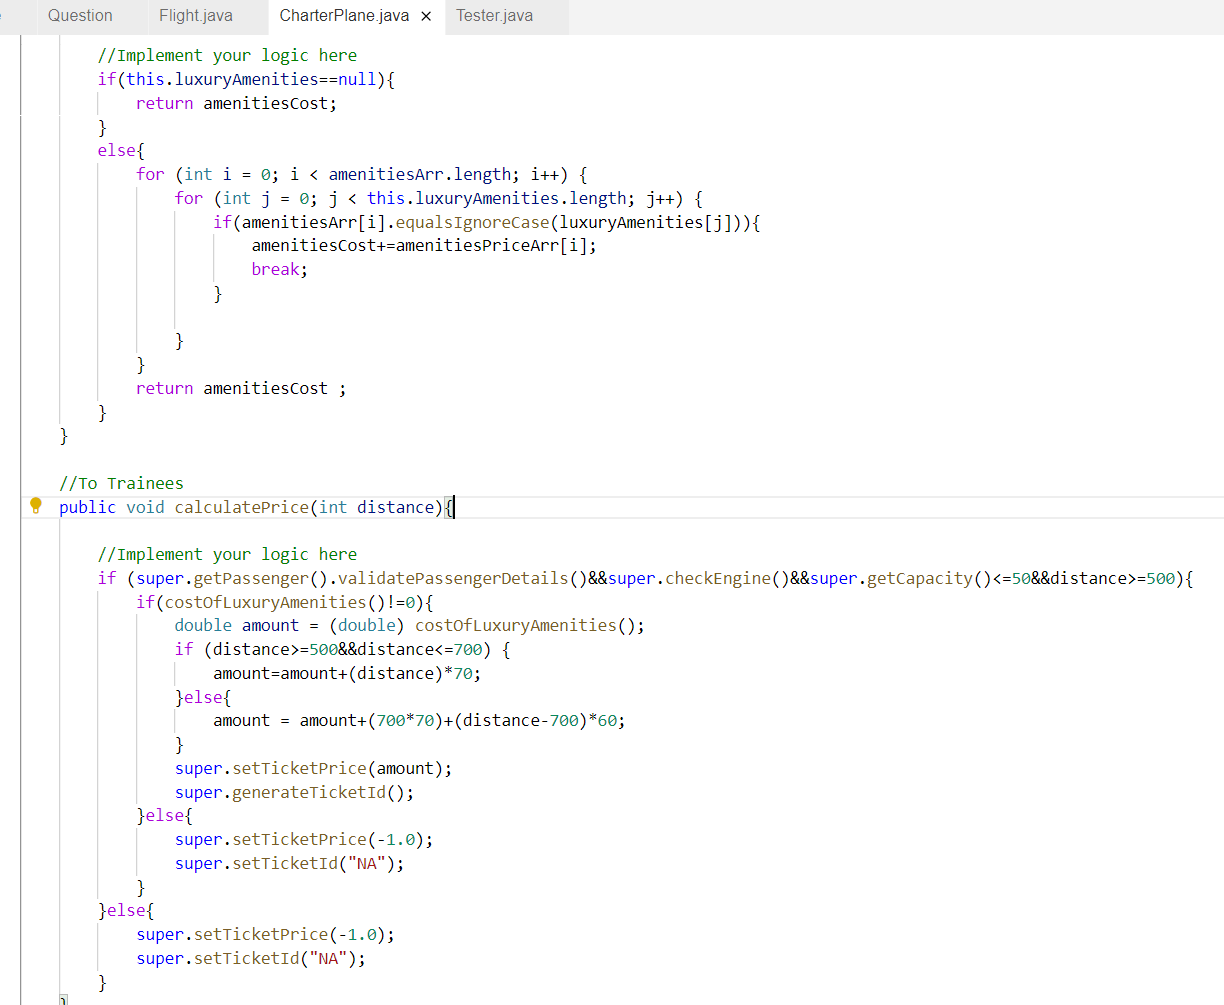 Question Flight.java CharterPlane.java × Tester.java
//Implement your logic here
if(this.luxuryAmenities==null){
return amenitiesCost;
}
else{
for (int i = 0; i < amenitiesArr.length; i++) {
for (int j = 0; j < this.luxuryAmenities.length; j++) {
if(amenitiesArr[i].equalsIgnoreCase(luxuryAmenities[j])){
amenitiesCost+=amenitiesPriceArr[i];
break;
}
}
}
return amenitiesCost ;
}
}
//To Trainees
public void calculatePrice(int distance){
//Implement your logic here
if (super.getPassenger().validatePassengerDetails()&&super.checkEngine()&&super.getCapacity()<=50&&distance>=500){
if(costOfLuxuryAmenities()!=0){
double amount = (double) costOfLuxuryAmenities();
if (distance>=500&&distance<=700) {
amount=amount+(distance)*70;
}else{
amount = amount+(700*70)+(distance-700)*60;
}
super.setTicketPrice(amount);
super.generateTicketId();
}else{
super.setTicketPrice(-1.0);
super.setTicketId("NA");
}
}else{
super.setTicketPrice(-1.0);
super.setTicketId("NA");
}
}